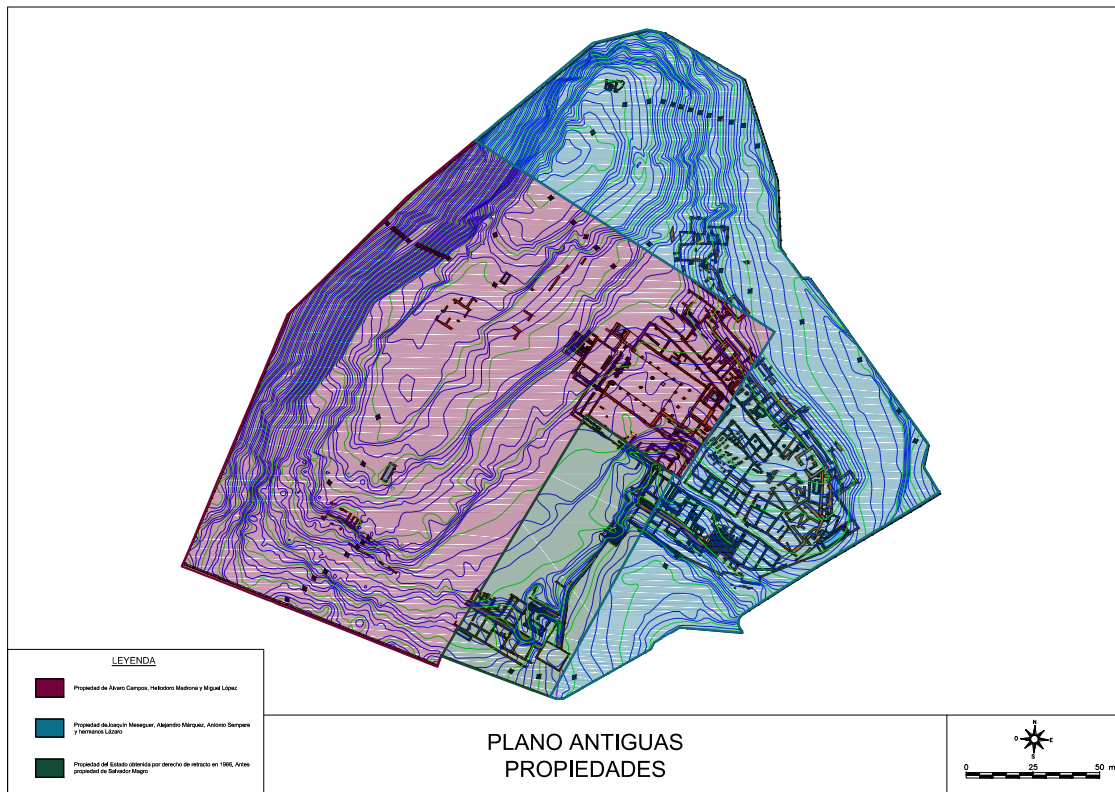 LEYENDA
Propiedad de Álvaro Campos, Heliodoro Madrona y Miguel López
Propiedad deJoaquín Meseguer, Alejandro Márquez, Antonio Sempere
y hermanos Lázaro
Propiedad del Estado obtenida por derecho de retracto en 1966, Antes
propiedad de Salvador Magro
PLANO ANTIGUAS
PROPIEDADES
N
O E
S
0 25 50 m